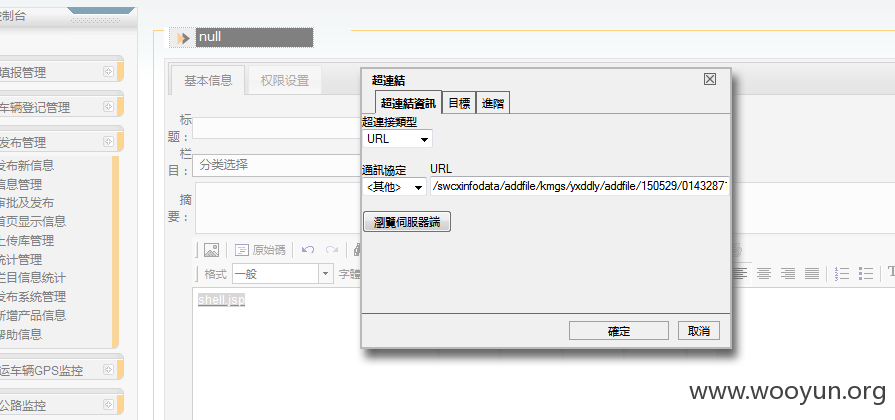 控制台
null
填报管理
车辆登记管理
发布管理
发布新信息
信息管理
审批及发布
首页显示信息
上传库管理
统计管理
栏目信息统计
发布系统管理
新增产品信息
帮助信息
运车辆GPS监控
公路监控
基本信息
权限设置
标
题：
栏
目：
分类选择
摘
要：
原始碼
格式
一般
字體
shell.jsp
超連結
超連結資訊
目標
進階
超連接類型
URL
通訊協定
URL
<其他>
/swcxinfodata/addfile/kmgs/yxddly/addfile/150529/01432871
瀏覽伺服器端
確定
取消
www.wooyun.org